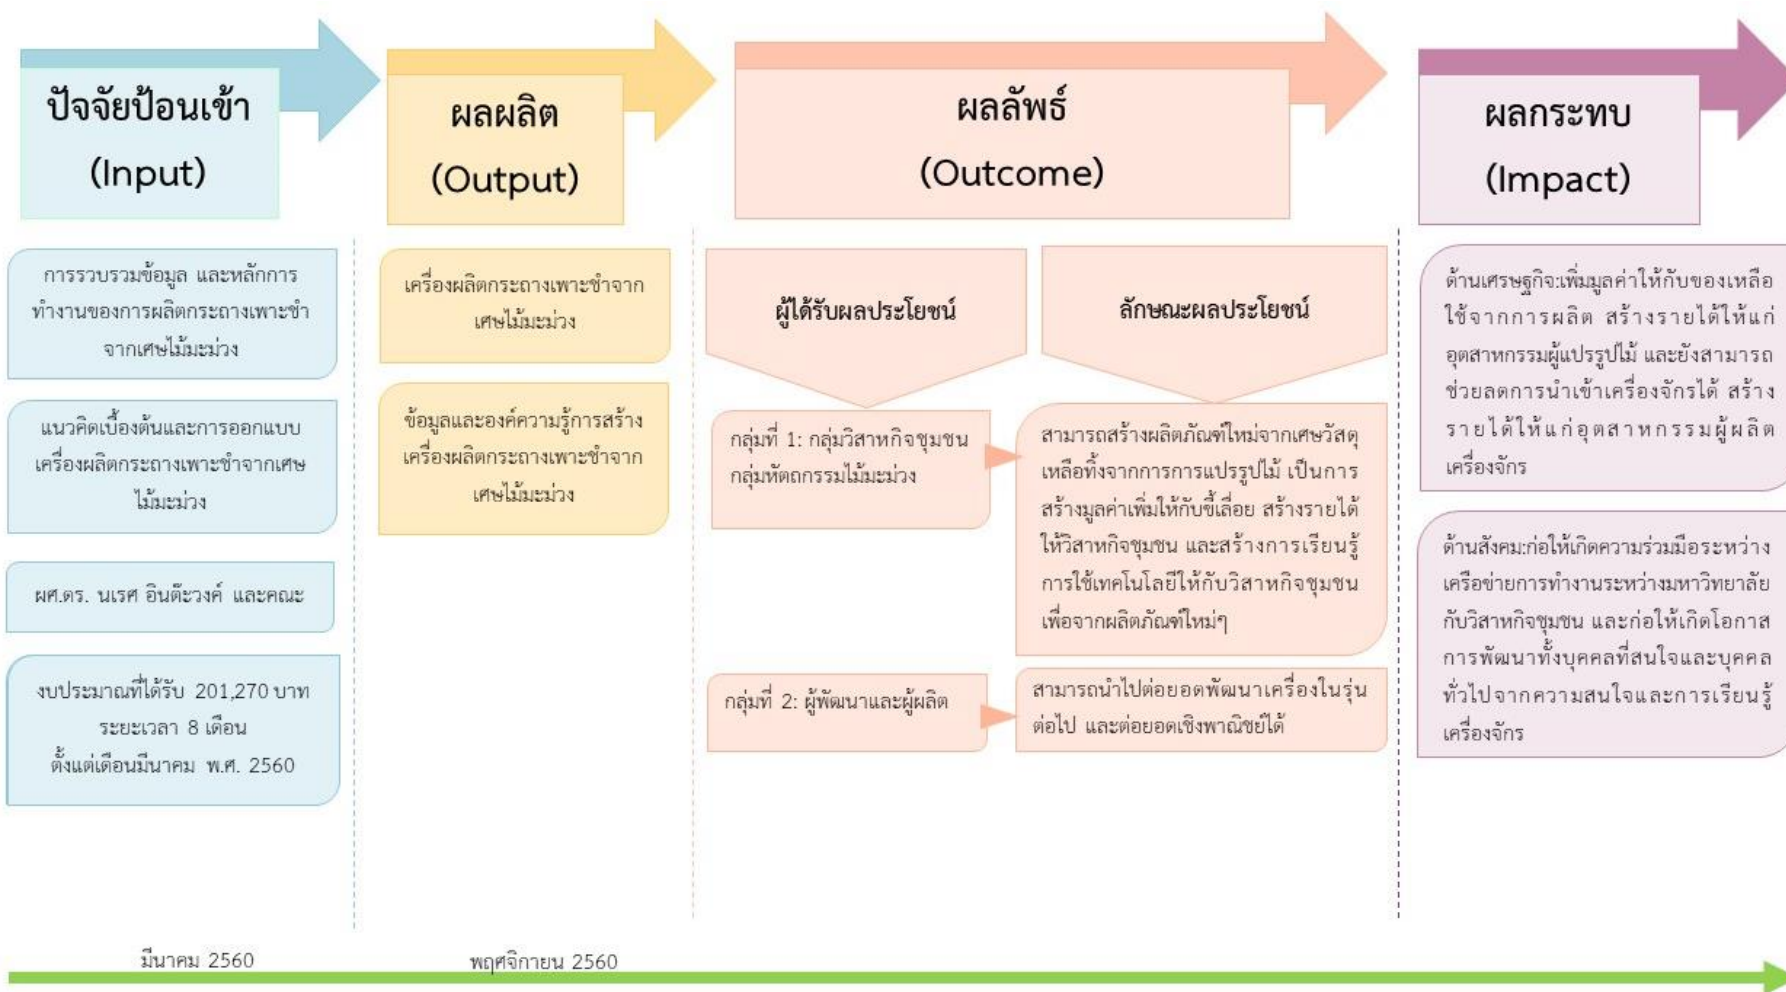 ปัจจัยป้อนเข้า
(Input)
การรวบรวมข้อมูล และหลักการ
ทำงานของการผลิตกระถางเพาะชำ
จากเศษไม้มะม่วง
แนวคิดเบื้องต้นและการออกแบบ
เครื่องผลิตกระถางเพาะชำจากเศษ
ไม้มะม่วง
ผศ.ดร. นเรศ อินต๊ะวงค์ และคณะ
งบประมาณที่ได้รับ 201,270 บาท
ระยะเวลา 8 เดือน
ตั้งแต่เดือนมีนาคม พ.ศ. 2560
ผลผลิต
(Output)
เครื่องผลิตกระถางเพาะชำจาก
เศษไม้มะม่วง
ข้อมูลและองค์ความรู้การสร้าง
เครื่องผลิตกระถางเพาะชำจาก
เศษไม้มะม่วง
ผลลัพธ์
(Outcome)
ผู้ได้รับผลประโยชน์
ลักษณะผลประโยชน์
กลุ่มที่ 1: กลุ่มวิสาหกิจชุมชน
กลุ่มหัตถกรรมไม้มะม่วง
สามารถสร้างผลิตภัณฑ์ใหม่จากเศษวัสดุ
เหลือทิ้งจากการการแปรรูปไม้ เป็นการ
สร้างมูลค่าเพิ่มให้กับขี้เลื่อย สร้างรายได้
ให้วิสาหกิจชุมชน และสร้างการเรียนรู้
การใช้เทคโนโลยีให้กับวิสาหกิจชุมชน
เพื่อจากผลิตภัณฑ์ใหม่ๆ
กลุ่มที่ 2: ผู้พัฒนาและผู้ผลิต
สามารถนำไปต่อยอดพัฒนาเครื่องในรุ่น
ต่อไป และต่อยอดเชิงพาณิชย์ได้
ผลกระทบ
(Impact)
ด้านเศรษฐกิจ:เพิ่มมูลค่าให้กับของเหลือ
ใช้จากการผลิต สร้างรายได้ให้แก่
อุตสาหกรรมผู้แปรรูปไม้ และยังสามารถ
ช่วยลดการนำเข้าเครื่องจักรได้ สร้าง
รายได้ให้แก่อุตสาหกรรมผู้ผลิต
เครื่องจักร
ด้านสังคม:ก่อให้เกิดความร่วมมือระหว่าง
เครือข่ายการทำงานระหว่างมหาวิทยาลัย
กับวิสาหกิจชุมชน และก่อให้เกิดโอกาส
การพัฒนาทั้งบุคคลที่สนใจและบุคคล
ทั่วไปจากความสนใจและการเรียนรู้
เครื่องจักร
มีนาคม 2560
พฤศจิกายน 2560